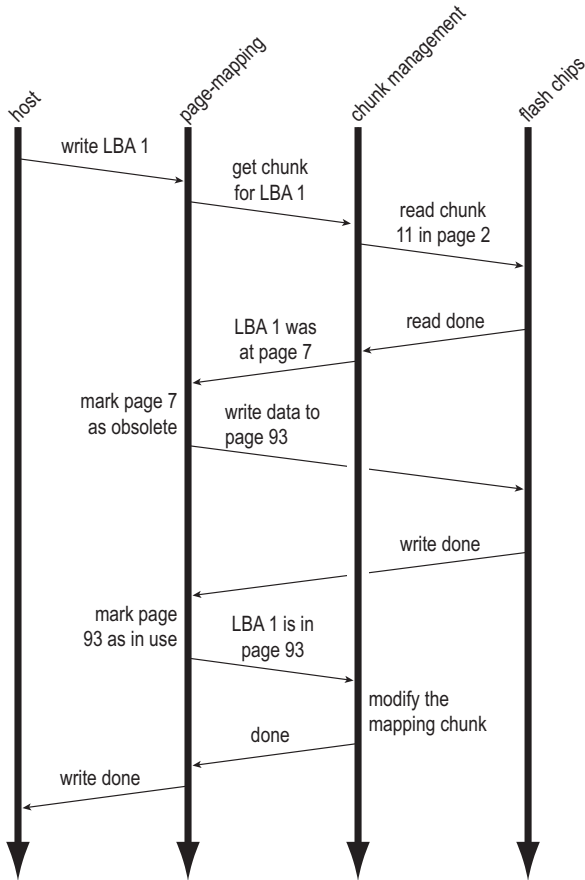 host
page-mapping
chunk management
flash chips
write LBA 1
get chunk
for LBA 1
read chunk
11 in page 2
read done
LBA 1 was
at page 7
mark page 7
as obsolete
write data to
page 93
write done
mark page
93 as in use
LBA 1 is in
page 93
modify the
mapping chunk
done
write done